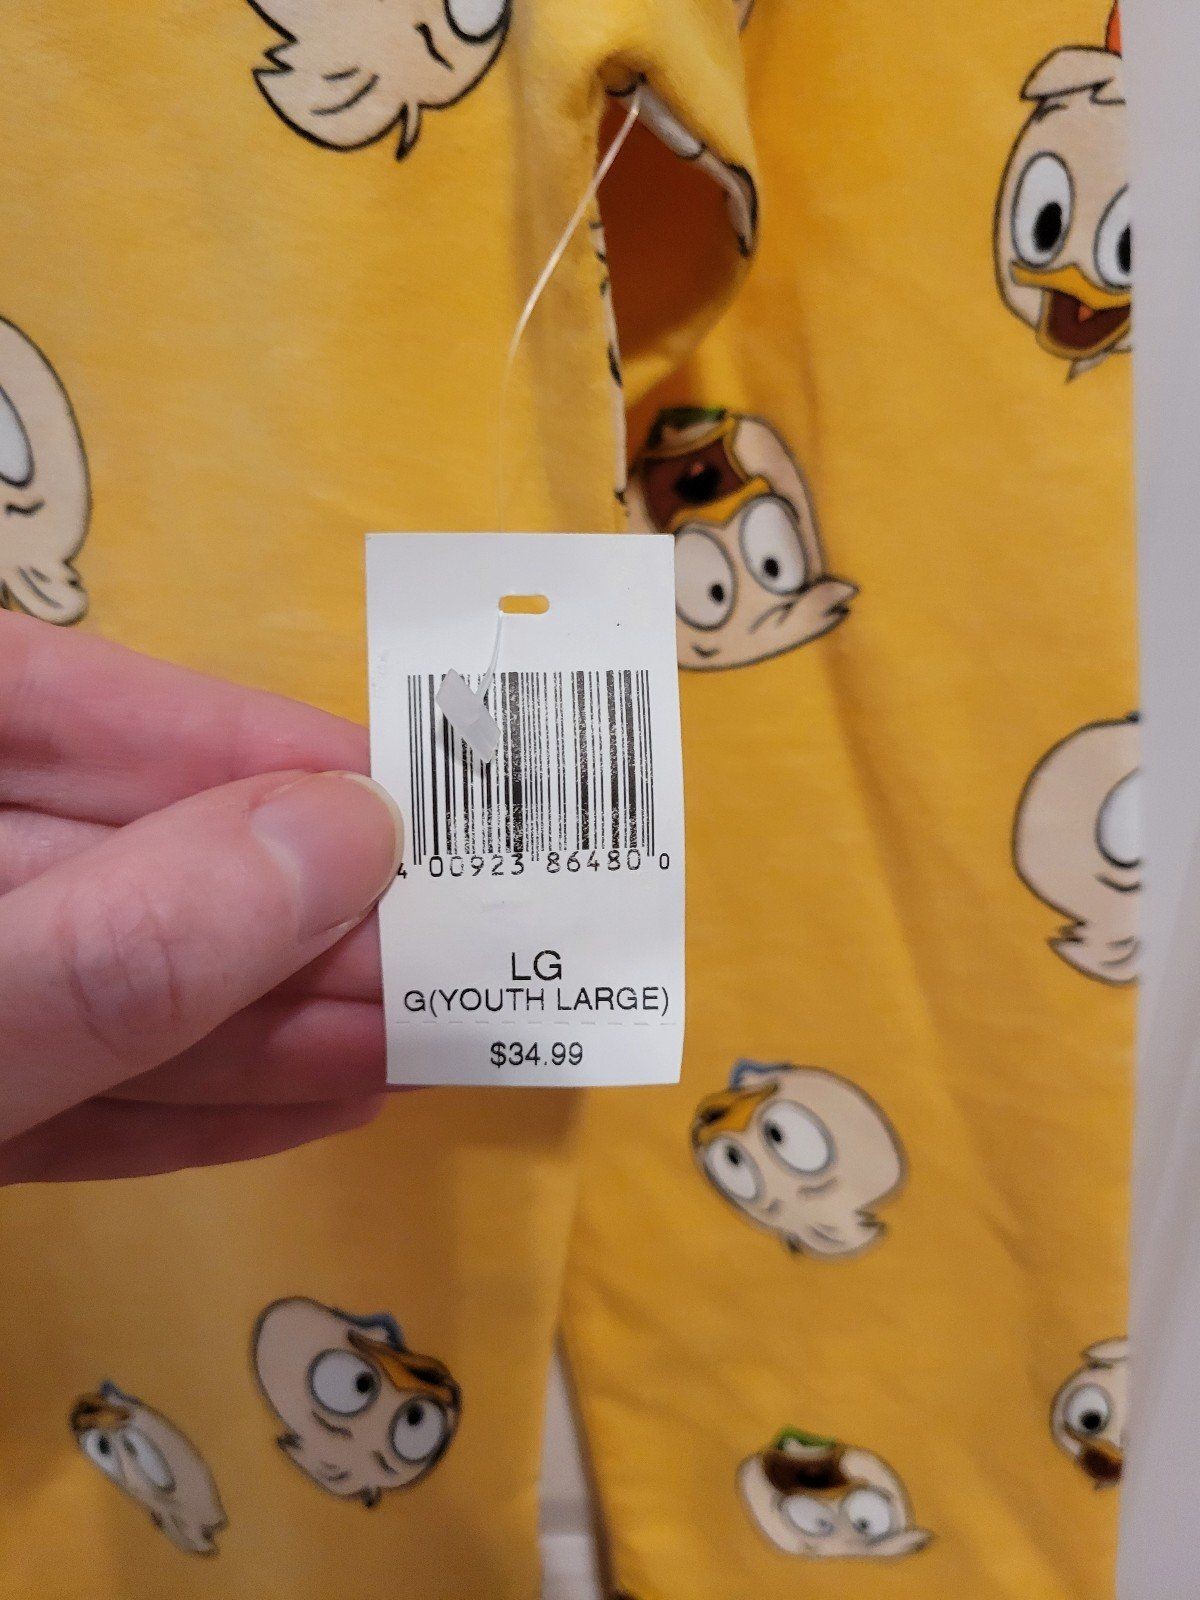 4 00923 86480 0
LG
G(YOUTH LARGE)
$34.99